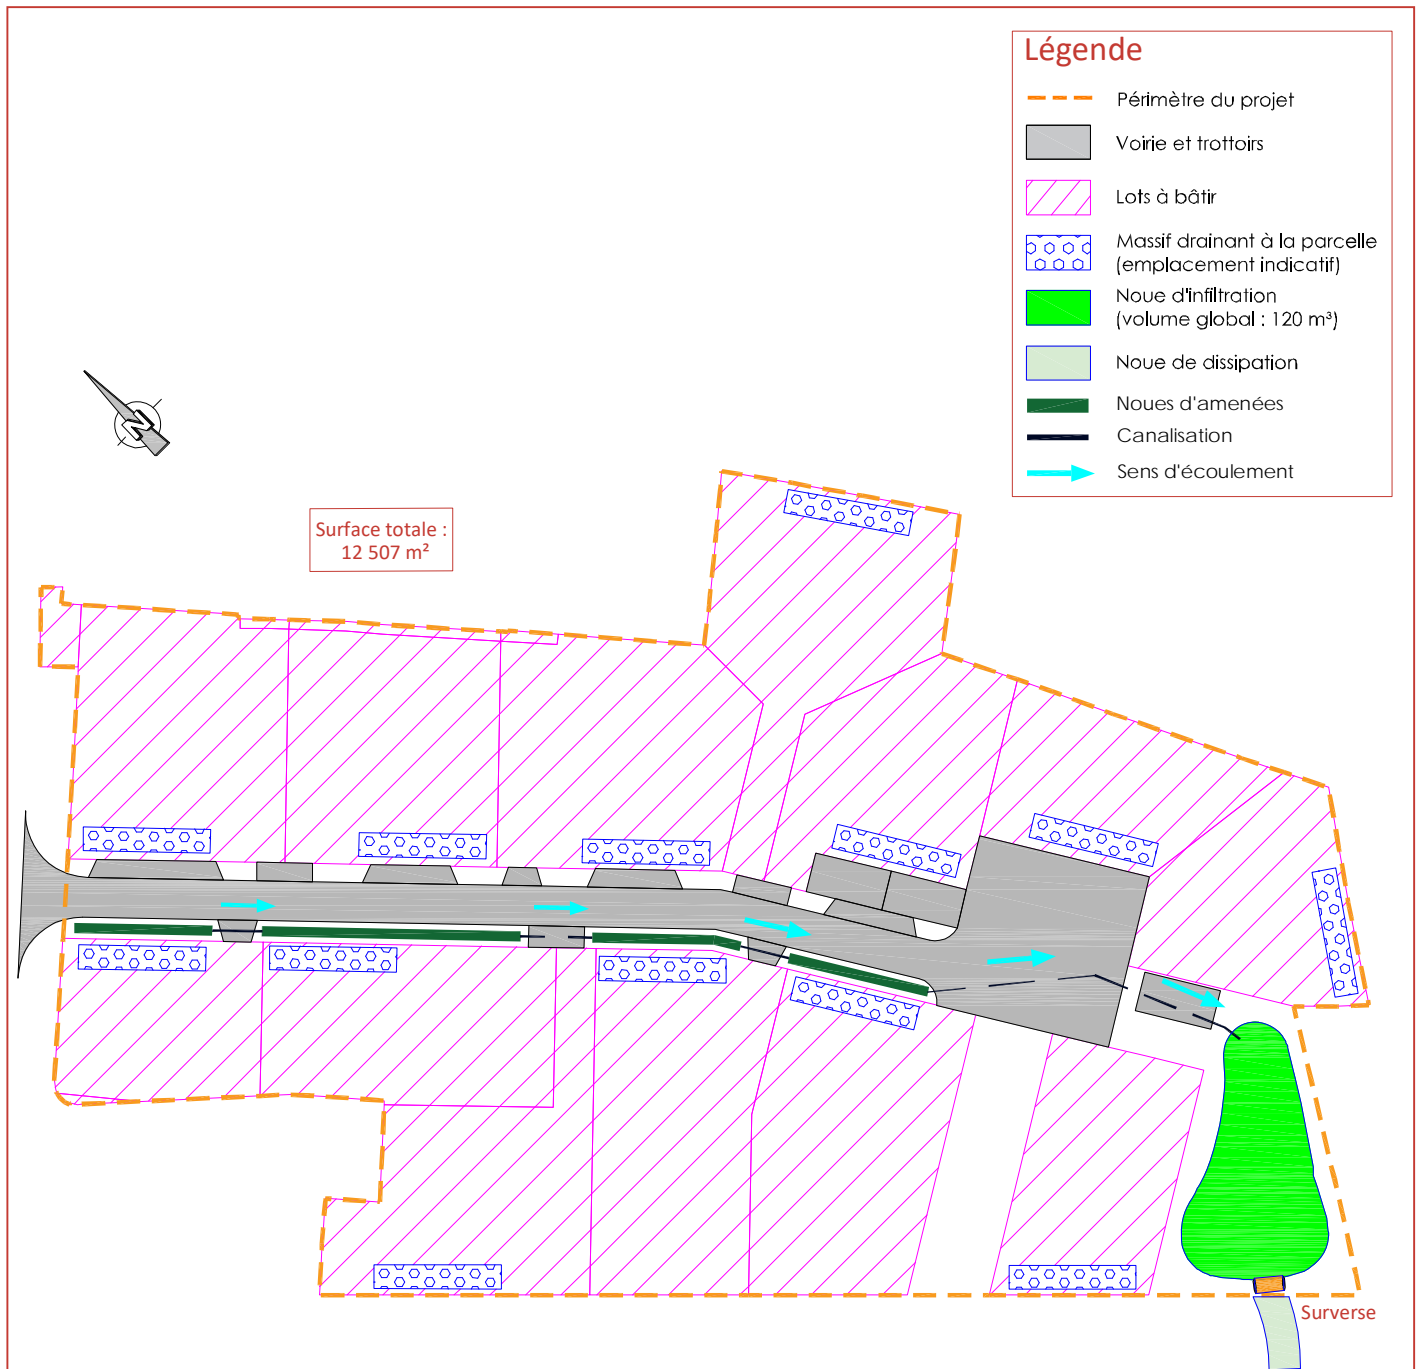 Légende
Périmètre du projet
Voirie et trottoirs
Lots à bâtir
Massif drainant à la parcelle
(emplacement indicatif)
Noue d'infiltration
(volume global : 120 m³)
Noue de dissipation
Noues d'amenées
Canalisation
Sens d'écoulement
N
Surface totale :
12 507 m²
Surverse